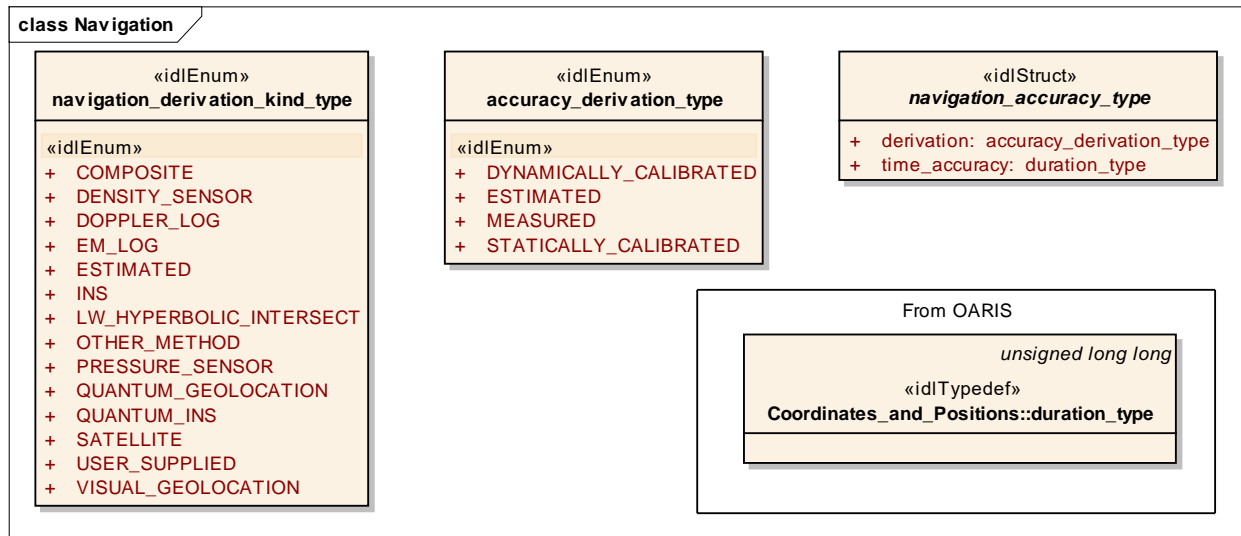 class Navigation
«idlEnum»
navigation_derivation_kind_type
«idlEnum»
+ COMPOSITE
+ DENSITY_SENSOR
+ DOPPLER_LOG
+ EM_LOG
+ ESTIMATED
+ INS
+ LW_HYPERBOLIC_INTERSECT
+ OTHER_METHOD
+ PRESSURE_SENSOR
+ QUANTUM_GEOLOCATION
+ QUANTUM_INS
+ SATELLITE
+ USER_SUPPLIED
+ VISUAL_GEOLOCATION
«idlEnum»
accuracy_derivation_type
«idlEnum»
+ DYNAMICALLY_CALIBRATED
+ ESTIMATED
+ MEASURED
+ STATICALLY_CALIBRATED
«idlStruct»
navigation_accuracy_type
+ derivation: accuracy_derivation_type
+ time_accuracy: duration_type
From OARIS
unsigned long long
«idlTypedef»
Coordinates_and_Positions::duration_type